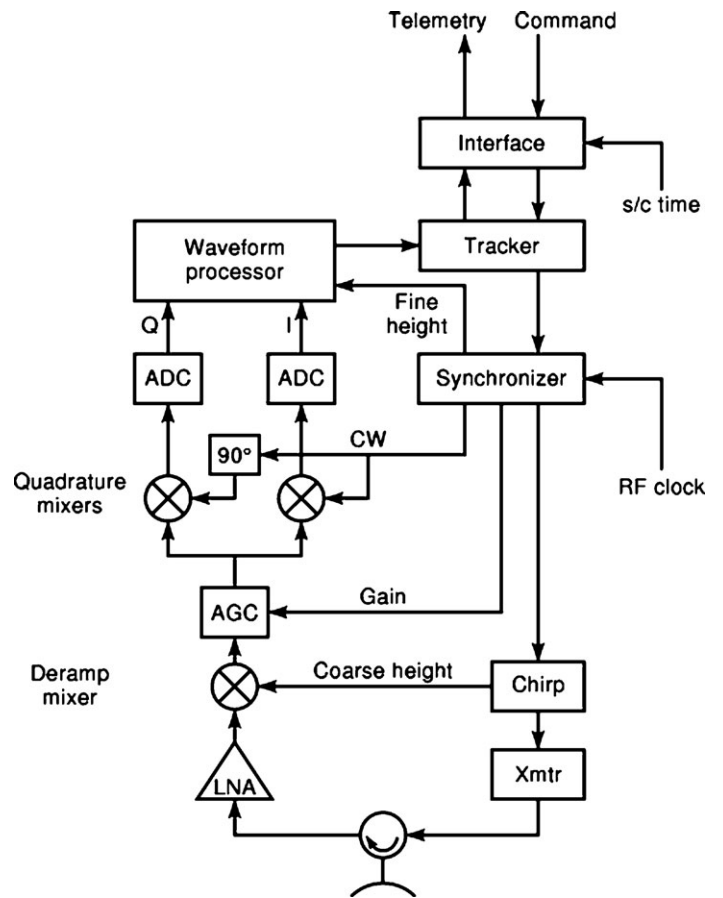 Telemetry Command
Interface
s/c time
Waveform
processor
Tracker
Fine
height
Q
I
ADC
ADC
Synchronizer
CW
90°
Quadrature
mixers
RF clock
AGC
Gain
Deramp
mixer
Coarse height
Chirp
LNA
Xmtr